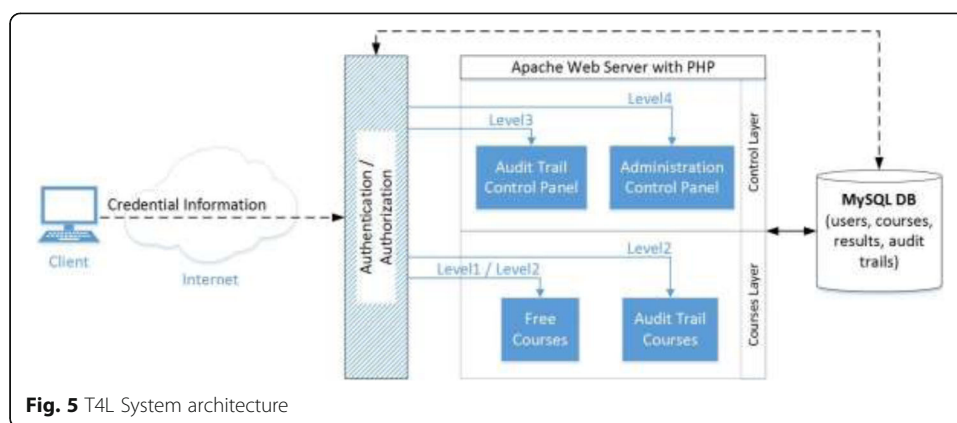 Apache Web Server with PHP
Level4
Level3
Audit Trail
Control Panel
Administration
Control Panel
Control Layer
Authentication /
Authorization
Credential Information
Client
Internet
MySQL DB
(users, courses,
results, audit
trails)
Level2
Level1 / Level2
Free
Courses
Audit Trail
Courses
Courses Layer
Fig. 5 T4L System architecture